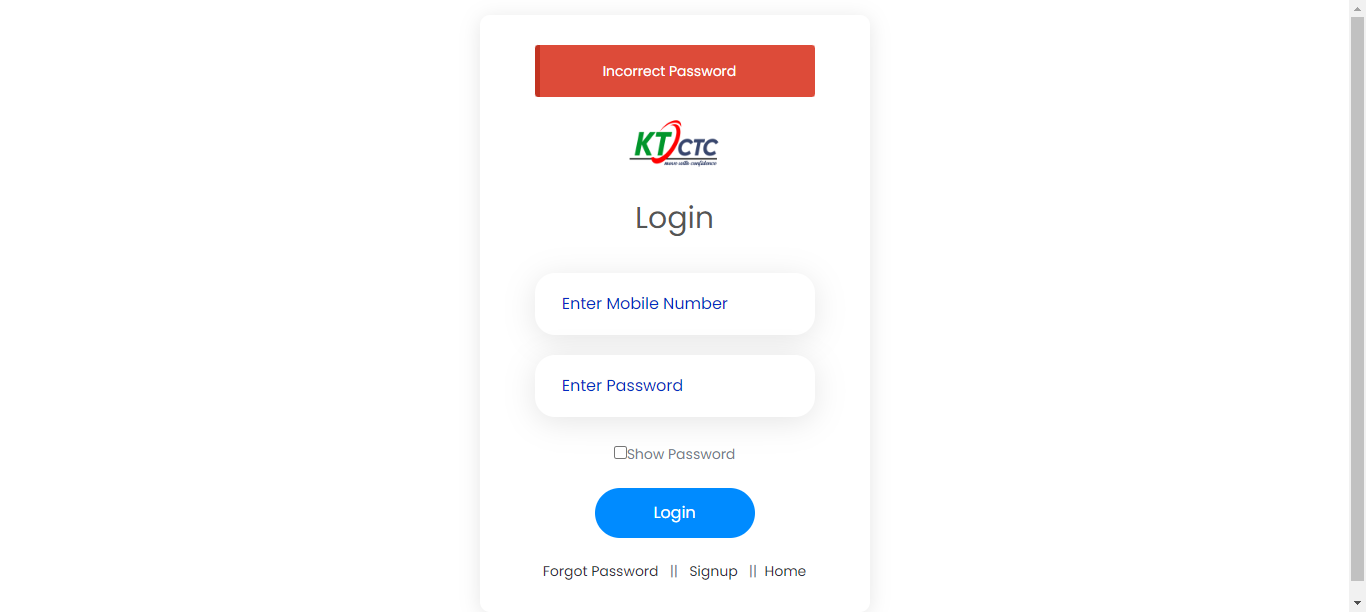 Incorrect Password
KTCTC
move with confidence
Login
Enter Mobile Number
Enter Password
Show Password
Login
Forgot Password || Signup || Home